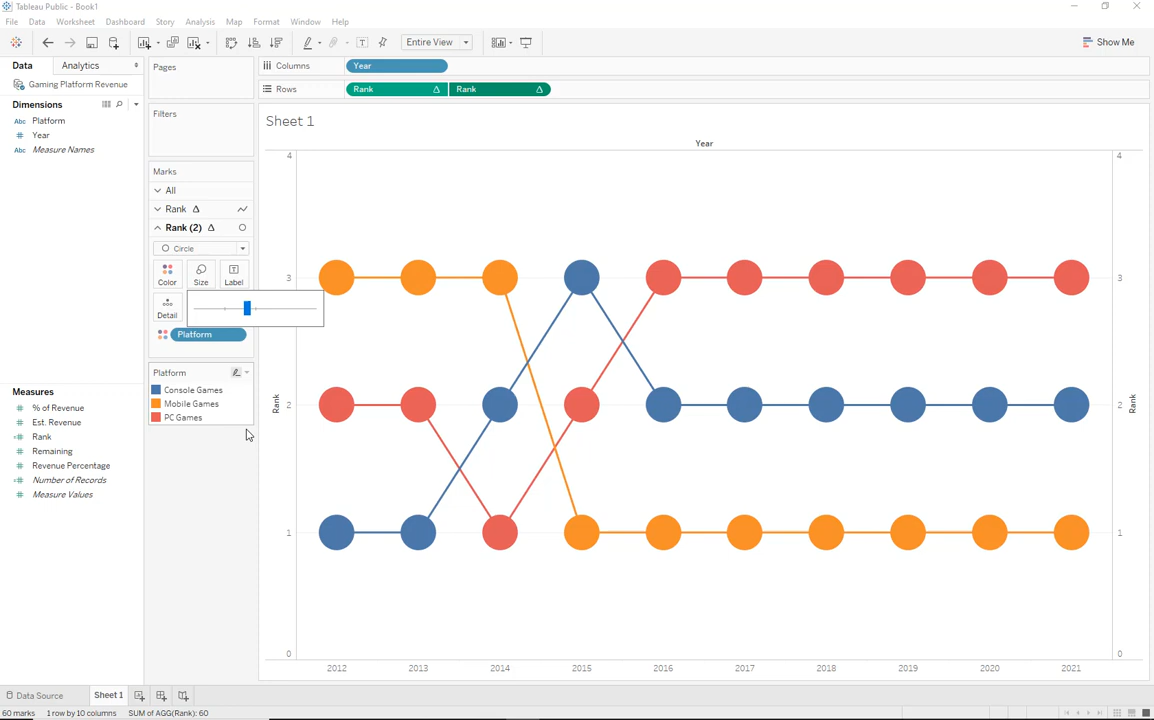 Tableau Public - Book1
File Data Worksheet Dashboard Story Analysis Map Format Window Help
Entire View
Show Me
Data Analytics
Gaming Platform Revenue
Dimensions
Abc Platform
# Year
Abc Measure Names
Measures
# % of Revenue
# Est. Revenue
=# Rank
# Remaining
# Revenue Percentage
=# Number of Records
# Measure Values
Pages
Filters
Marks
All
Rank Δ
Rank (2) Δ
Circle
Color Size Label
Detail
Platform
Platform
Console Games
Mobile Games
PC Games
Columns Year
Rows Rank Δ Rank Δ
Sheet 1
Year
4 4
3 3
2 2
1 1
0 0
Rank
Rank
2012 2013 2014 2015 2016 2017 2018 2019 2020 2021
Data Source Sheet 1
60 marks 1 row by 10 columns SUM of AGG(Rank): 60